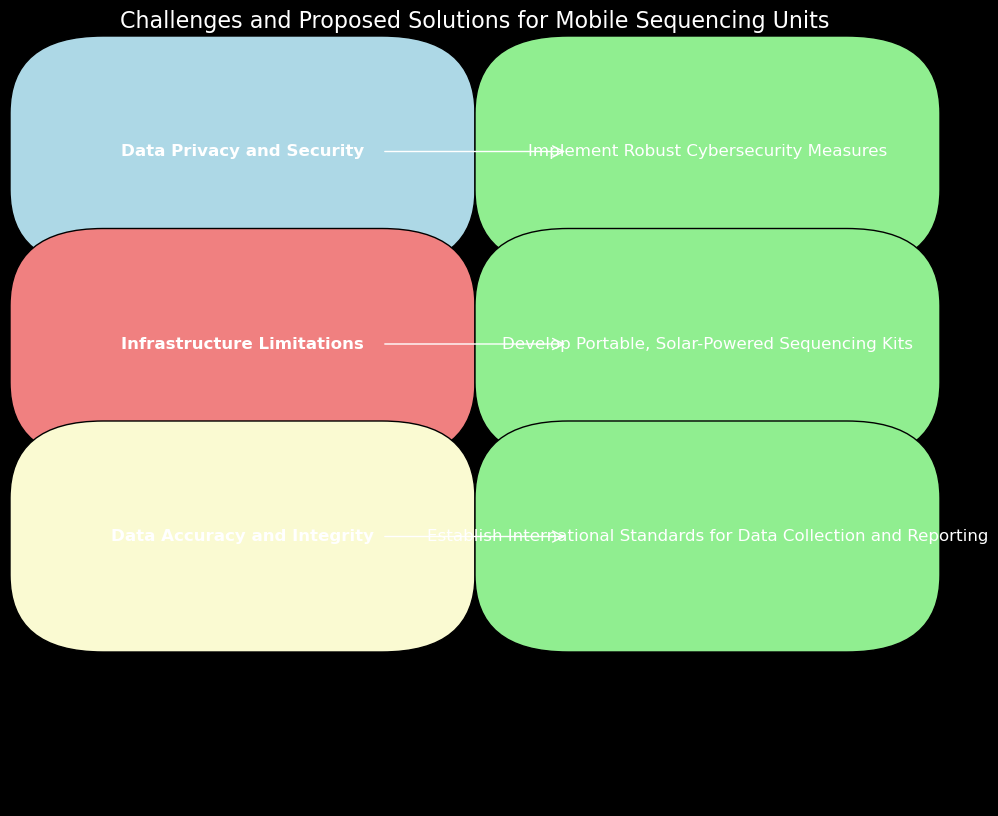 Challenges and Proposed Solutions for Mobile Sequencing Units
Data Privacy and Security
Implement Robust Cybersecurity Measures
Infrastructure Limitations
Develop Portable, Solar-Powered Sequencing Kits
Data Accuracy and Integrity
Establish International Standards for Data Collection and Reporting